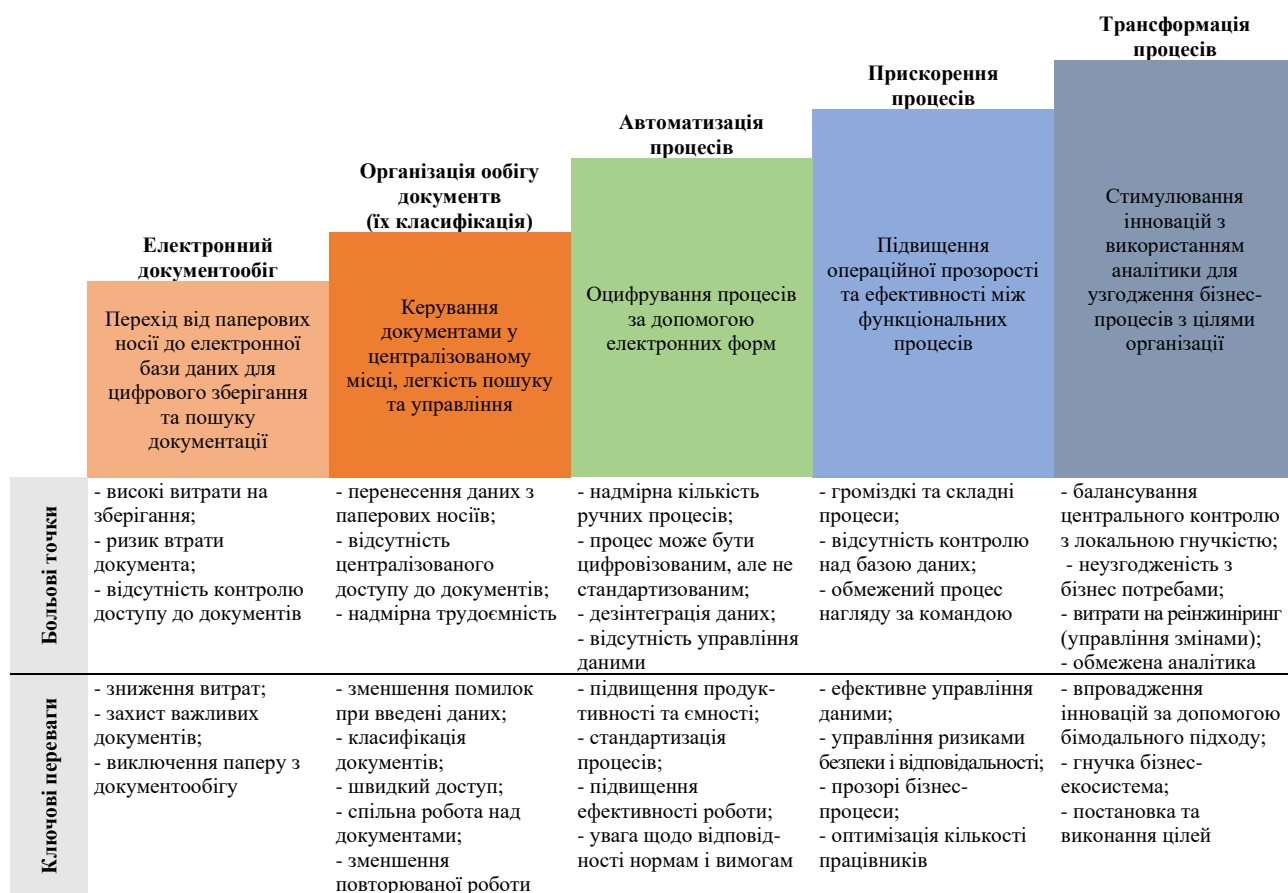 Електронний
документообіг
Перехід від паперових
носії до електронної
бази даних для
цифрового зберігання
та пошуку
документації
Організація ообігу
документв
(їх класифікація)
Керування
документами у
централізованому
місці, легкість пошуку
та управління
Автоматизація
процесів
Оцифрування процесів
за допомогою
електронних форм
Прискорення
процесів
Підвищення
операційної прозорості
та ефективності між
функціональних
процесів
Трансформація
процесів
Стимулювання
інновацій з
використанням
аналітики для
узгодження бізнес-
процесів з цілями
організації
Больові точки
- високі витрати на
зберігання;
- ризик втрати
документа;
- відсутність контролю
доступу до документів
- перенесення даних з
паперових носіїв;
- відсутність
централізованого
доступу до документів;
- надмірна трудоємність
- надмірна кількість
ручних процесів;
- процес може бути
цифровізованим, але не
стандартизованим;
- дезінтеграція даних;
- відсутність управління
даними
- громіздкі та складні
процеси;
- відсутність контролю
над базою даних;
- обмежений процес
нагляду за командою
- балансування
центрального контролю
з локальною гнучкістю;
- неузгодженість з
бізнес потребами;
- витрати на реінжиніринг
(управління змінами);
- обмежена аналітика
Ключові переваги
- зниження витрат;
- захист важливих
документів;
- виключення паперу з
документообігу
- зменшення помилок
при введені даних;
- класифікація
документів;
- швидкий доступ;
- спільна робота над
документами;
- зменшення
повторюваної роботи
- підвищення продук-
тивності та ємності;
- стандартизація
процесів;
- підвищення
ефективності роботи;
- увага щодо відповід-
ності нормам і вимогам
- ефективне управління
даними;
- управління ризиками
безпеки і відповідальності;
- прозорі бізнес-
процеси;
- оптимізація кількості
працівників
- впровадження
інновацій за допомогою
бімодального підходу;
- гнучка бізнес-
екосистема;
- постановка та
виконання цілей